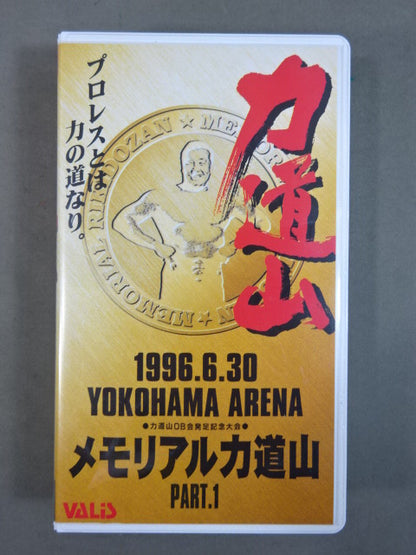 プロレスとは
力の道なり。
力道山
MEMORIAL RIKIDOZAN ★ MEMOR
★ MEMORIAL
1996.6.30
YOKOHAMA ARENA
●力道山OB会発足記念大会●
メモリアル力道山
PART.1
VALiS